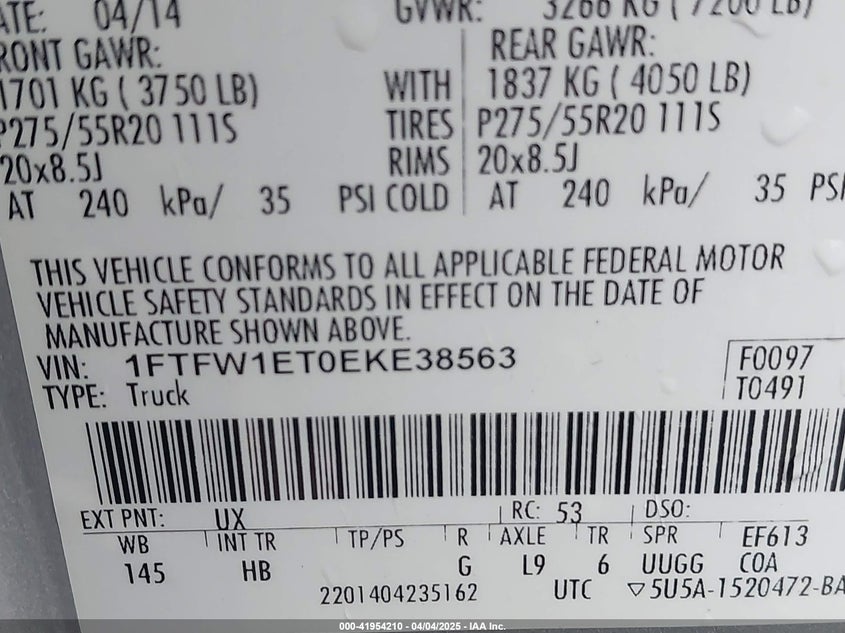 ATE: 04/14 GVWR: 3266 KG ( 7200 LB)
RONT GAWR: REAR GAWR:
1701 KG ( 3750 LB) WITH 1837 KG ( 4050 LB)
P275/55R20 111S TIRES P275/55R20 111S
20x8.5J RIMS 20x8.5J
AT 240 kPa/ 35 PSI COLD AT 240 kPa/ 35 PSI
THIS VEHICLE CONFORMS TO ALL APPLICABLE FEDERAL MOTOR
VEHICLE SAFETY STANDARDS IN EFFECT ON THE DATE OF
MANUFACTURE SHOWN ABOVE.
VIN: 1FTFW1ET0EKE38563 F0097
TYPE: Truck T0491
EXT PNT: UX RC: 53 DSO:
WB INT TR TP/PS R AXLE TR SPR EF613
145 HB G L9 6 UUGG COA
2201404235162 UTC ▽5U5A-1520472-BA
000-41954210 - 04/04/2025 - IAA Inc.